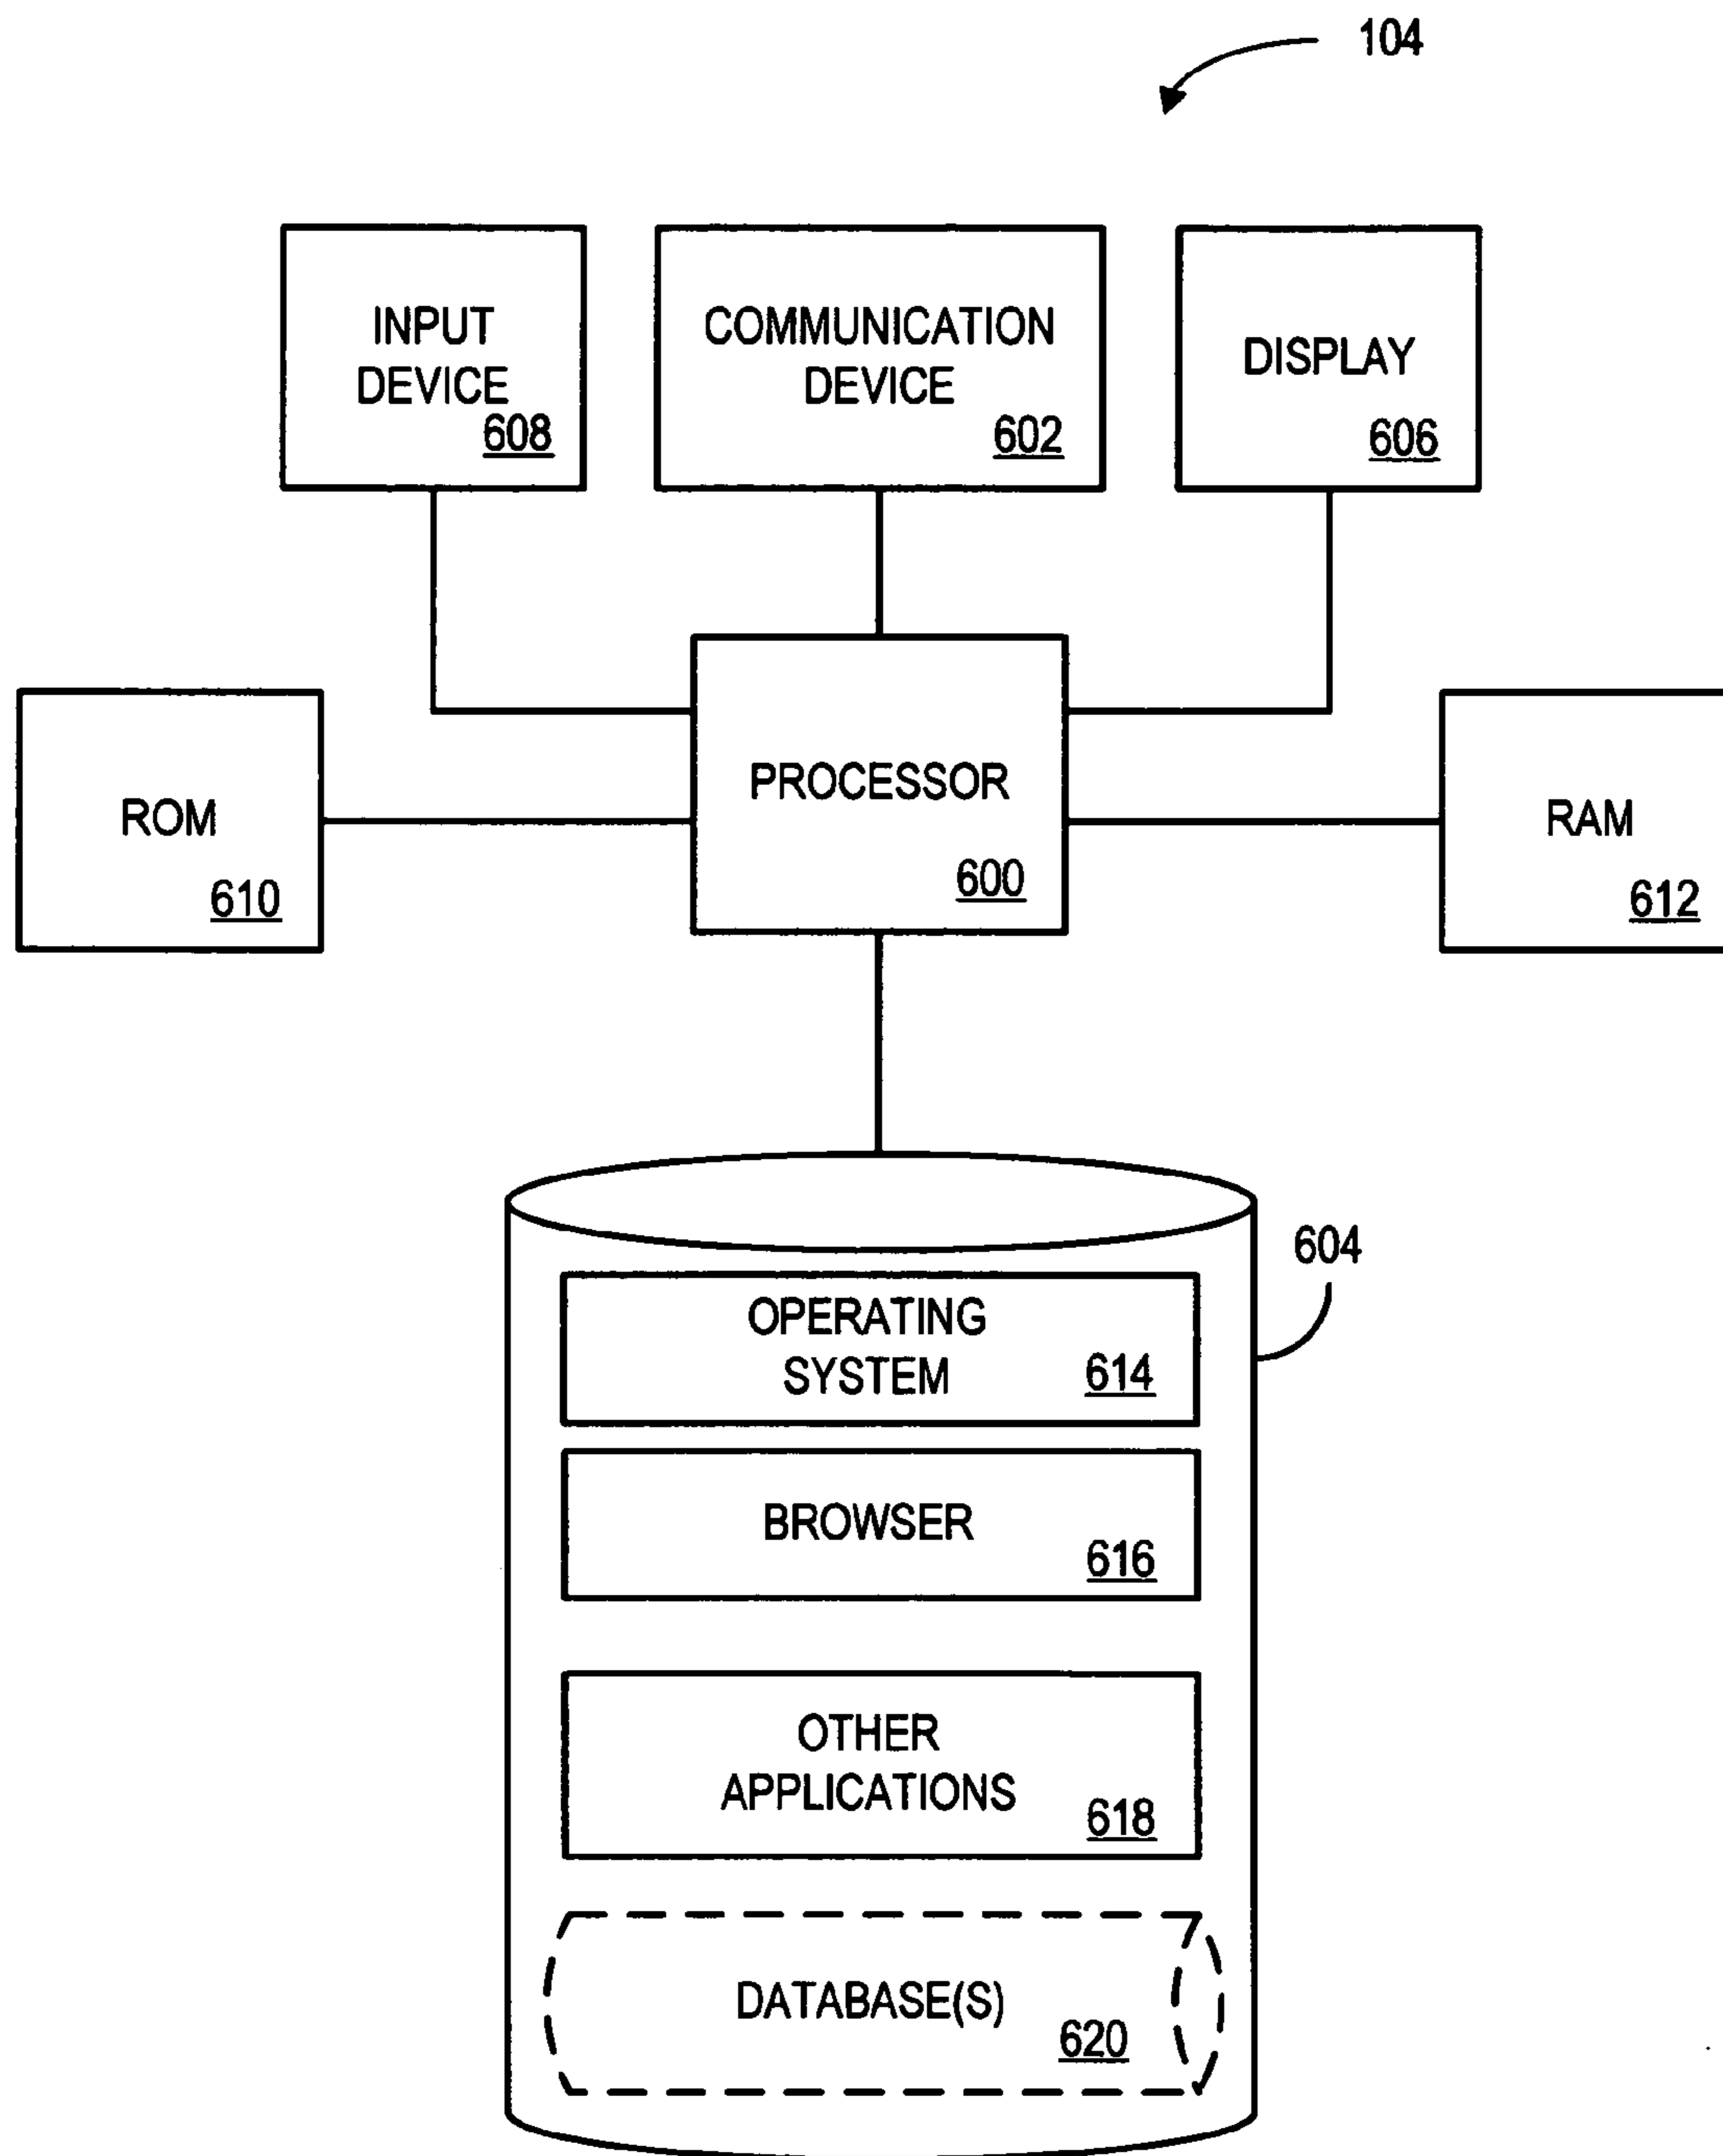 104
INPUT
DEVICE
608
COMMUNICATION
DEVICE
602
DISPLAY
606
ROM
610
PROCESSOR
600
RAM
612
604
OPERATING
SYSTEM
614
BROWSER
616
OTHER
APPLICATIONS
618
DATABASE(S)
620